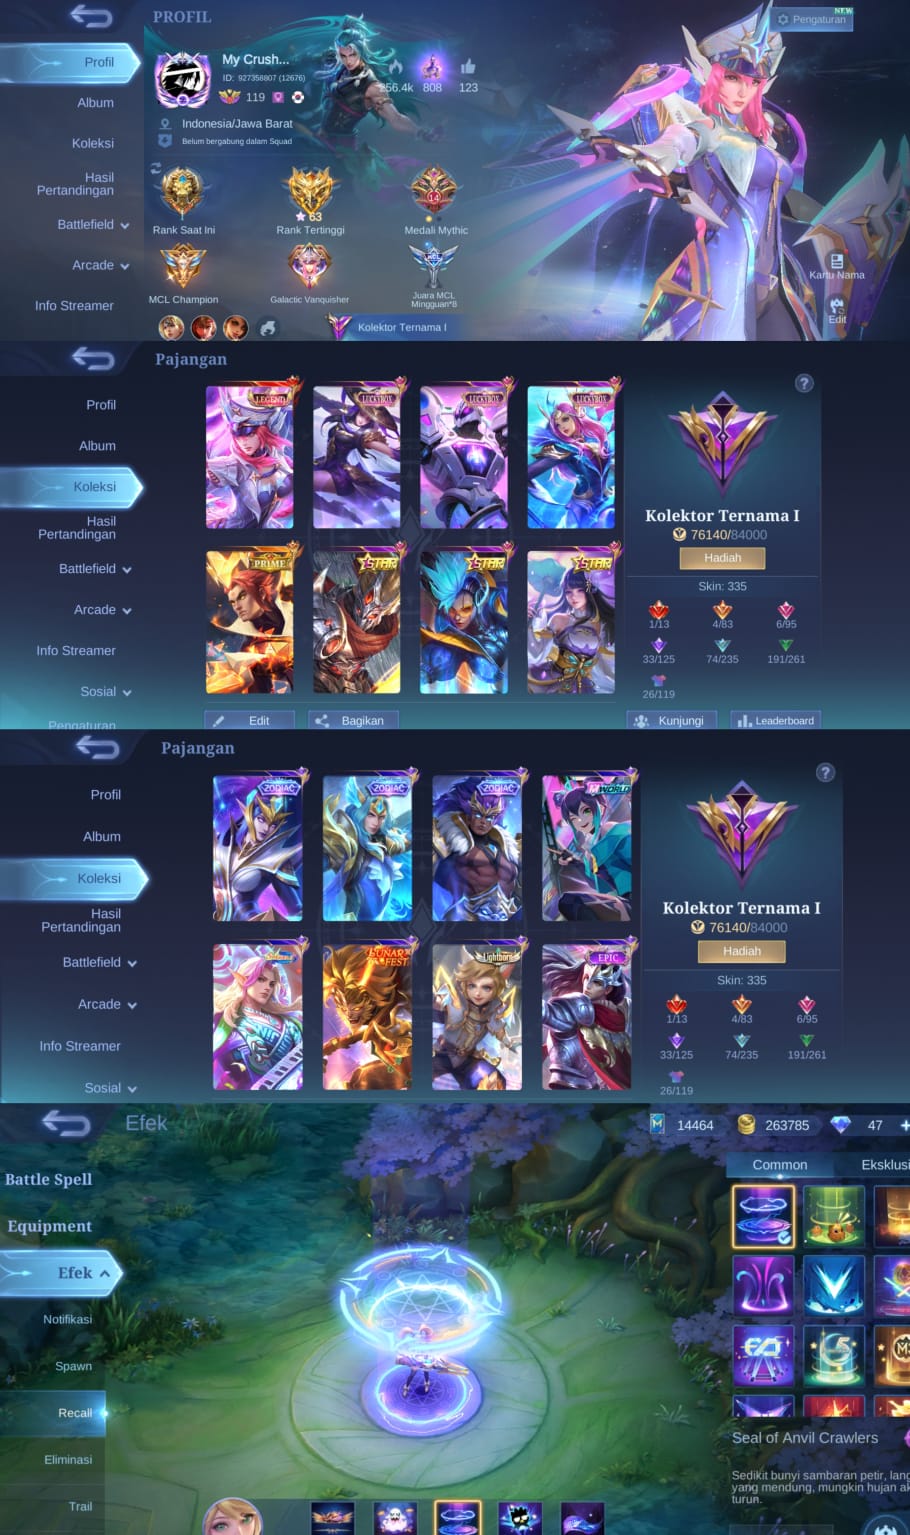 PROFIL
NEW
Pengaturan
Profil
My Crush...
ID: 927358807 (12676)
119
256.4k 808 123
Album
Indonesia/Jawa Barat
Belum bergabung dalam Squad
Koleksi
Hasil
Pertandingan
Battlefield
63
14
Rank Saat Ini Rank Tertinggi Medali Mythic
Arcade
MCL
MCL Champion Galactic Vanquisher Juara MCL
Mingguan*8
Kartu Nama
Info Streamer
Edit
Kolektor Ternama I
Pajangan
?
Profil
LEGEND LUCKYBOX LUCKYBOX LUCKYBOX
Album
Koleksi
Hasil
Pertandingan
Kolektor Ternama I
76140/84000
Hadiah
Battlefield
PRIME STAR STAR STAR
Skin: 335
Arcade
1/13 4/83 6/95
Info Streamer
33/125 74/235 191/261
Sosial
26/119
Pengaturan
Edit Bagikan Kunjungi Leaderboard
Pajangan
?
Profil
ZODIAC ZODIAC ZODIAC M WORLD
Album
Koleksi
Hasil
Pertandingan
Kolektor Ternama I
76140/84000
Hadiah
Battlefield
LUNAR FEST Lightborn EPIC
Skin: 335
Arcade
1/13 4/83 6/95
Info Streamer
33/125 74/235 191/261
Sosial
26/119
Efek
14464 263785 47
Battle Spell
Common Eksklusi
Equipment
Efek
Notifikasi
Spawn
Recall
Seal of Anvil Crawlers
Eliminasi
Sedikit bunyi sambaran petir, lang
yang mendung, mungkin hujan ak
turun.
Trail